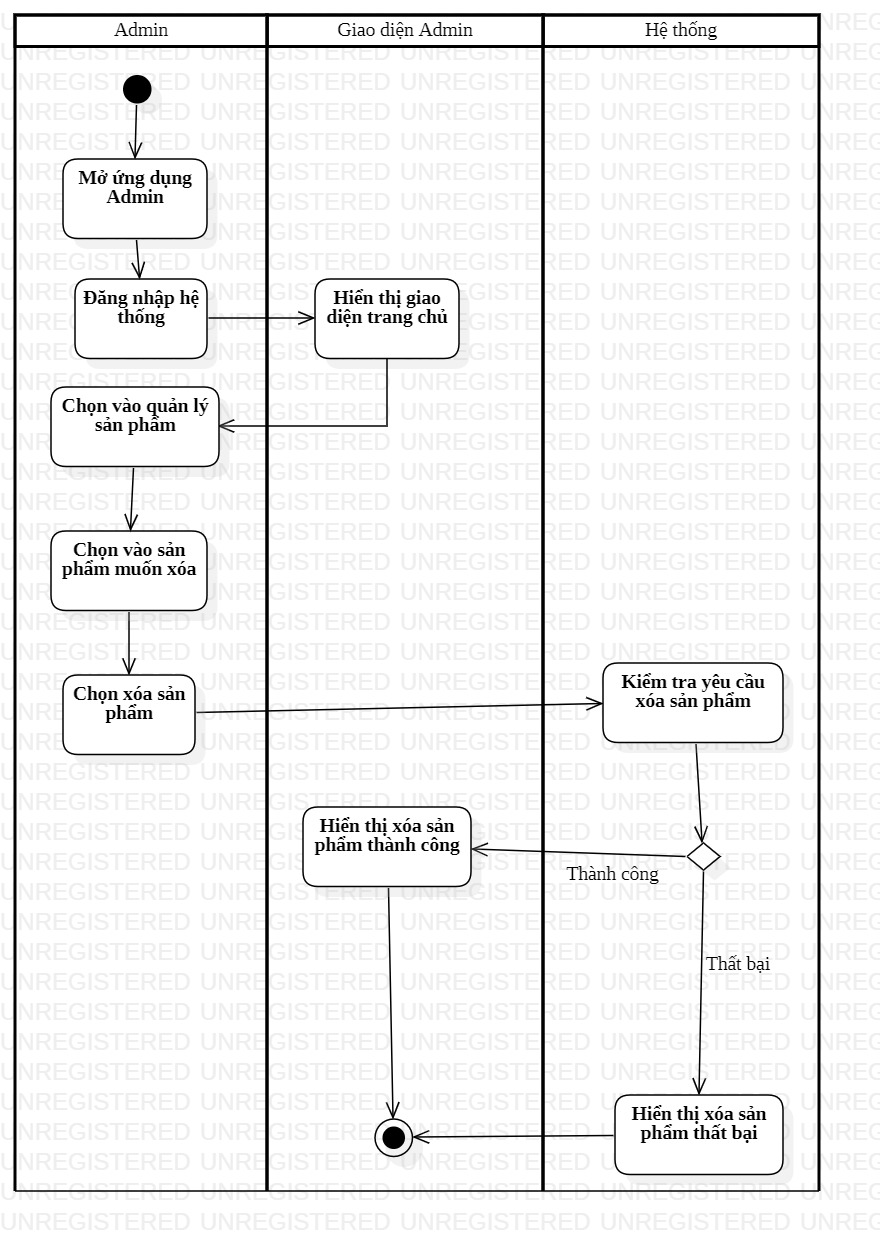 Admin
Giao diện Admin
Hệ thống
Mở ứng dụng
Admin
Đăng nhập hệ
thống
Hiển thị giao
diện trang chủ
Chọn vào quản lý
sản phẩm
Chọn vào sản
phẩm muốn xóa
Chọn xóa sản
phẩm
Kiểm tra yêu cầu
xóa sản phẩm
Hiển thị xóa sản
phẩm thành công
Thành công
Thất bại
Hiển thị xóa sản
phẩm thất bại
UNREGISTERED